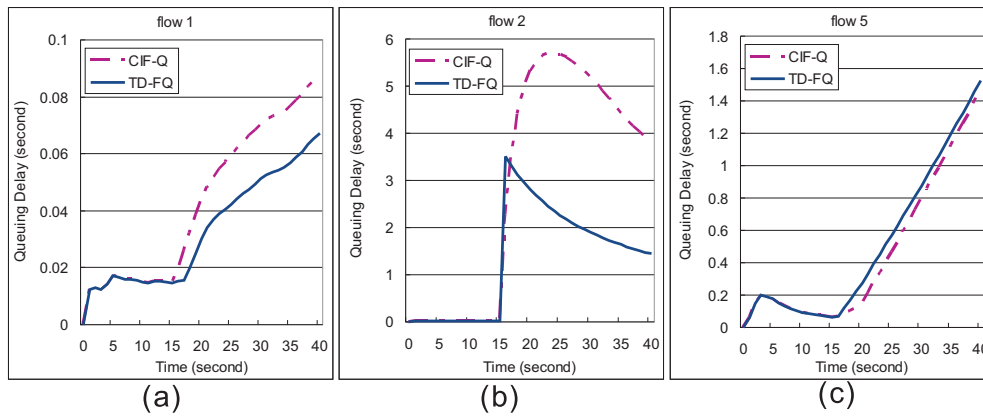 flow 1
0.1
0.08
0.06
0.04
0.02
0
Queuing Delay (second)
CIF-Q
TD-FQ
0 5 10 15 20 25 30 35 40
Time (second)
(a)
flow 2
6
5
4
3
2
1
0
Queuing Delay (second)
CIF-Q
TD-FQ
0 5 10 15 20 25 30 35 40
Time (second)
(b)
flow 5
1.8
1.6
1.4
1.2
1
0.8
0.6
0.4
0.2
0
Queuing Delay (second)
CIF-Q
TD-FQ
0 5 10 15 20 25 30 35 40
Time (second)
(c)